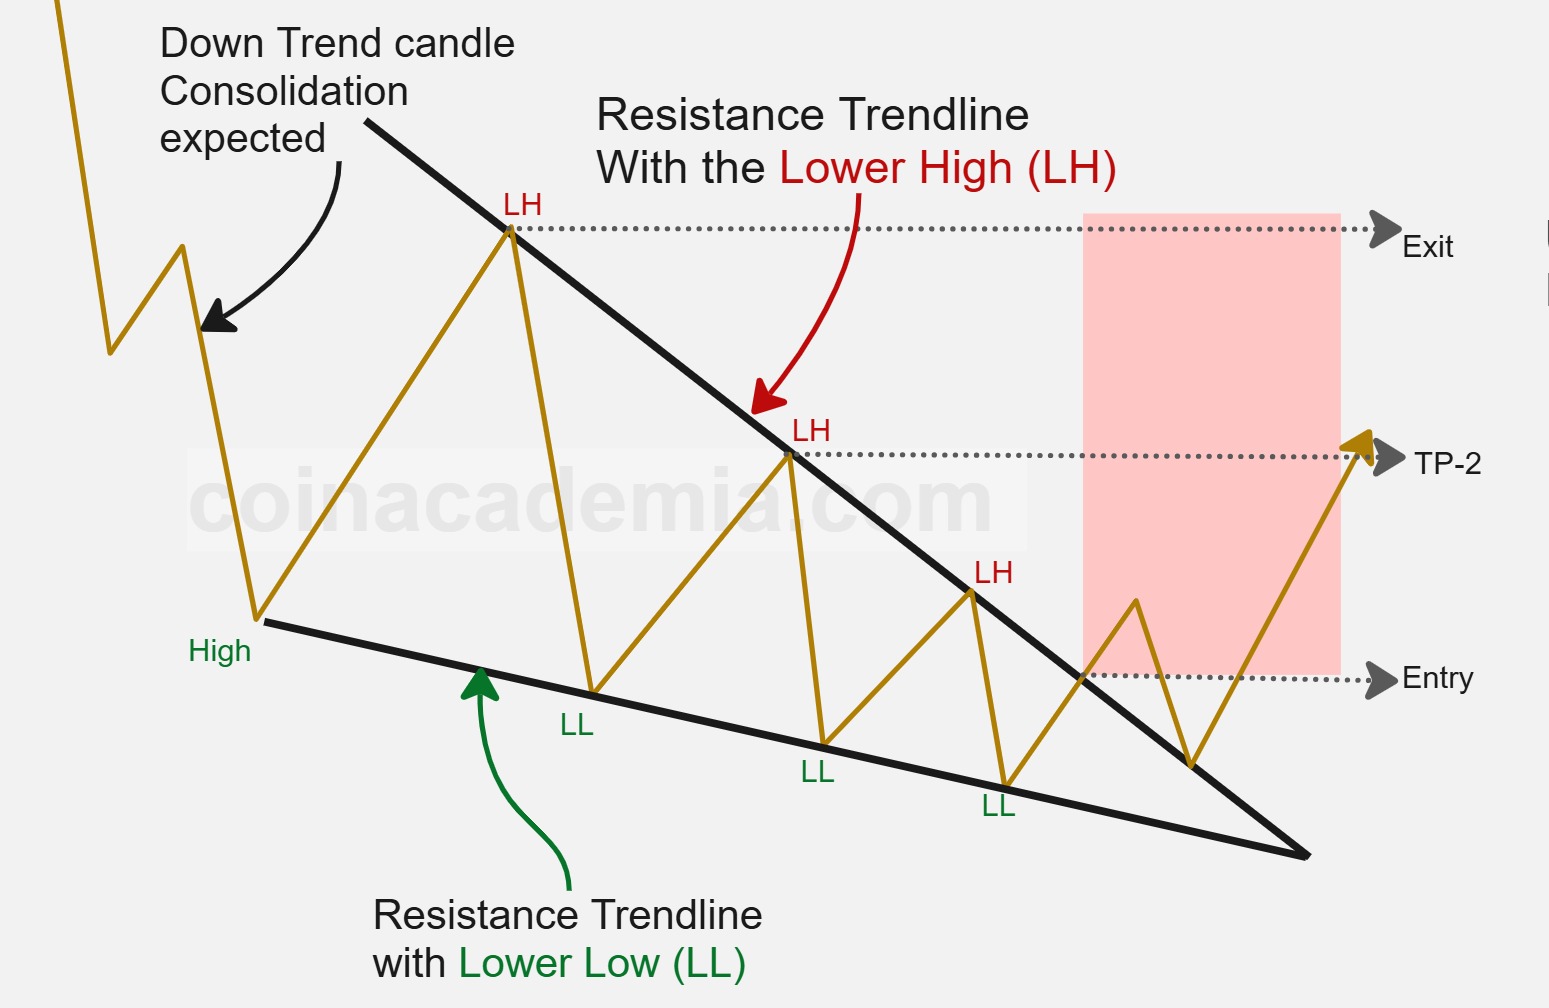 Down Trend candle
Consolidation
expected
Resistance Trendline
With the Lower High (LH)
LH
Exit
LH
TP-2
coinacademia.com
LH
High
Entry
LL
LL
LL
Resistance Trendline
with Lower Low (LL)